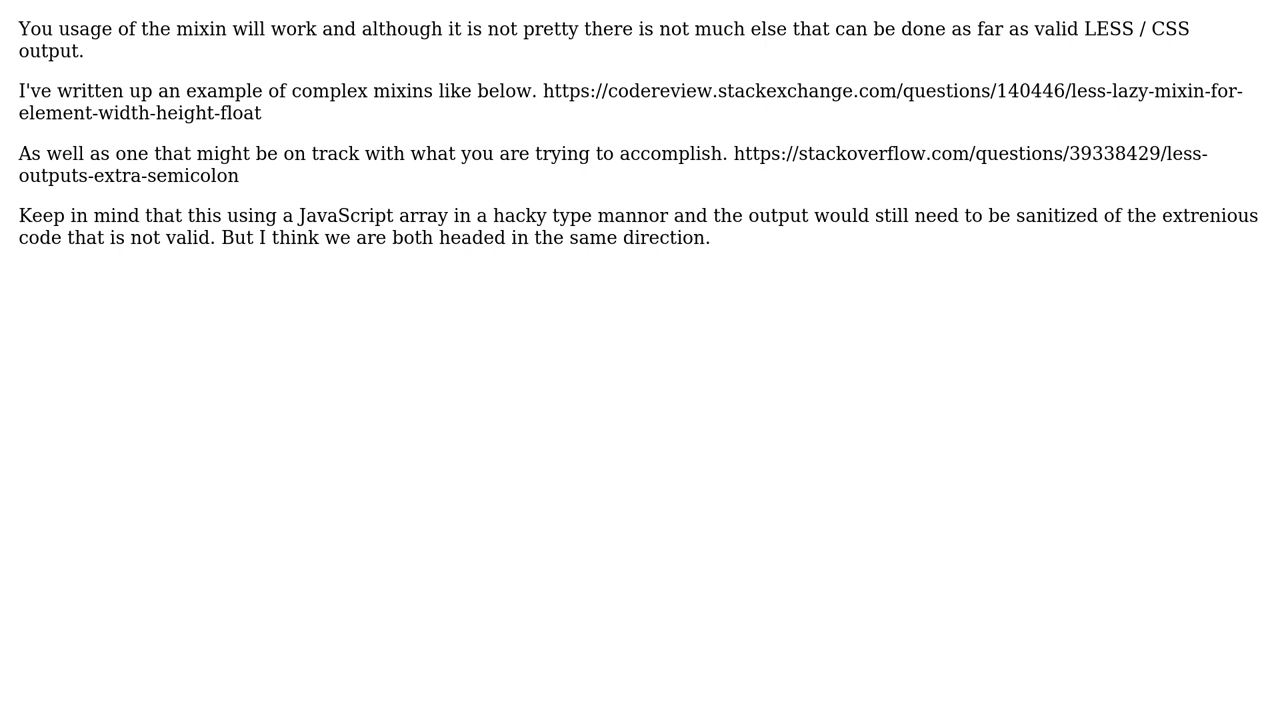 You usage of the mixin will work and although it is not pretty there is not much else that can be done as far as valid LESS / CSS
output.
I've written up an example of complex mixins like below. https://codereview.stackexchange.com/questions/140446/less-lazy-mixin-for-
element-width-height-float
As well as one that might be on track with what you are trying to accomplish. https://stackoverflow.com/questions/39338429/less-
outputs-extra-semicolon
Keep in mind that this using a JavaScript array in a hacky type mannor and the output would still need to be sanitized of the extrenious
code that is not valid. But I think we are both headed in the same direction.